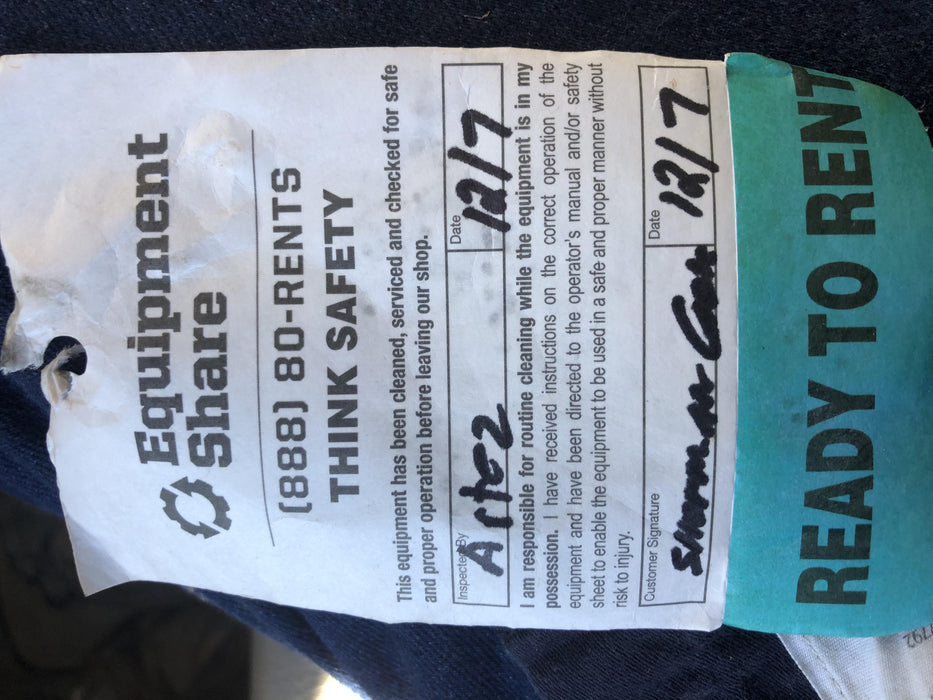 Equipment
Share
(888) 80-RENTS
THINK SAFETY
This equipment has been cleaned, serviced and checked for safe
and proper operation before leaving our shop.
Inspected By
Date
12/7
I am responsible for routine cleaning while the equipment is in my
possession. I have received instructions on the correct operation of the
equipment and have been directed to the operator's manual and/or safety
sheet to enable the equipment to be used in a safe and proper manner without
risk to injury.
Customer Signature
Date
12/7
READY TO RENT
7792